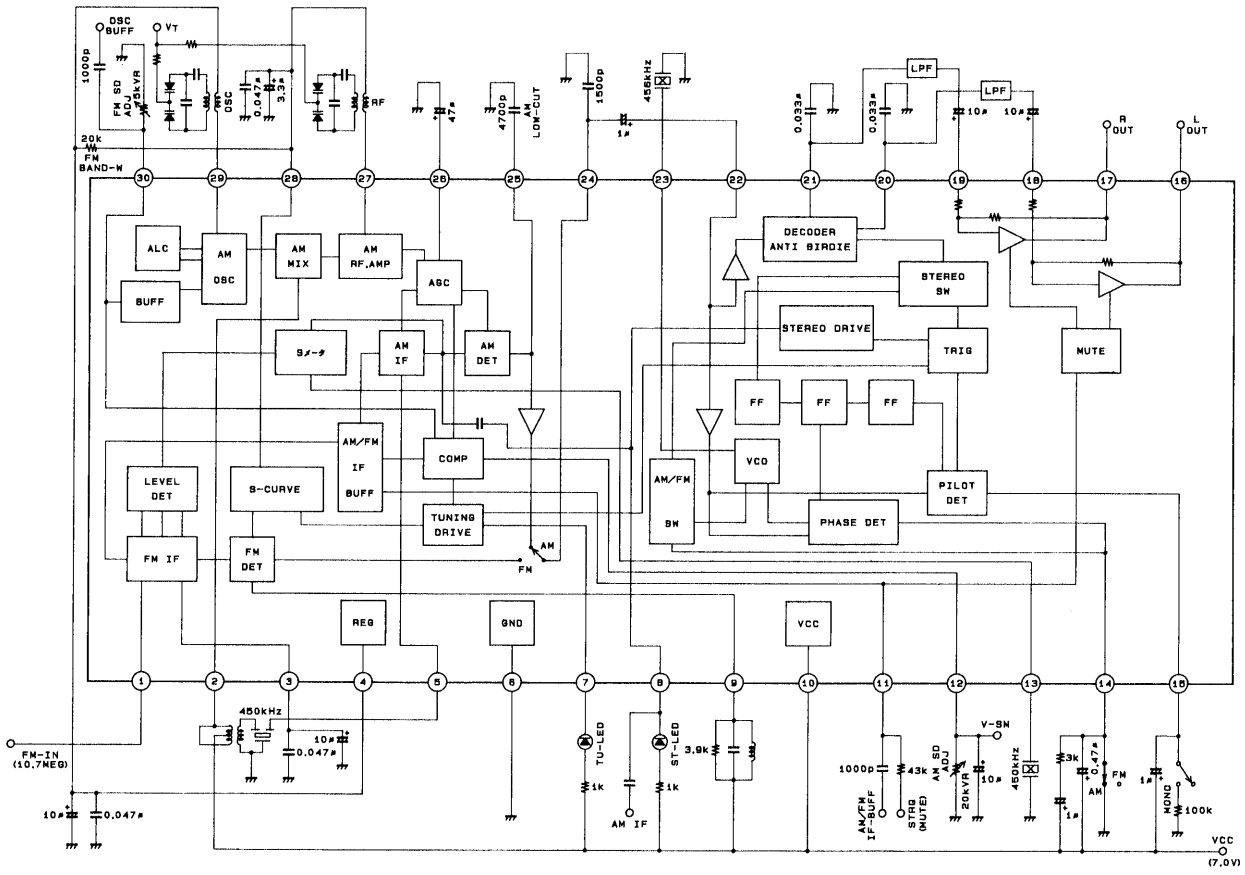 OSC
BUFF
VT
1000p
FM SD
ADJ
5kVR
OSC
0.047μ
3.3μ
RF
47μ
4700p
AM
LOW-CUT
1500p
1μ
456kHz
0.033μ
0.033μ
LPF
LPF
10μ
10μ
R
OUT
L
OUT
20k
FM
BAND-W
30
29
28
27
26
25
24
23
22
21
20
19
18
17
16
ALC
AM
OSC
BUFF
AM
MIX
AM
RF.AMP
AGC
Sメータ
AM
IF
AM
DET
DECODER
ANTI BIRDIE
STEREO
SW
STEREO DRIVE
TRIG
MUTE
FF
FF
FF
AM/FM
IF
BUFF
COMP
VCO
AM/FM
SW
LEVEL
DET
S-CURVE
TUNING
DRIVE
PILOT
DET
PHASE DET
FM IF
FM
DET
AM
FM
REG
GND
VCC
1
2
3
4
5
6
7
8
9
10
11
12
13
14
15
FM-IN
(10.7MEG)
10μ
0.047μ
450kHz
0.047μ
10μ
TU-LED
1k
AM IF
ST-LED
1k
3.9k
1000p
43k
AM/FM
IF-BUFF
STRQ
(MUTE)
AM SD
ADJ
20kVR
V-SM
10μ
450kHz
3k
1μ
0.47μ
AM
FM
1μ
MONO
100k
VCC
(7.0V)